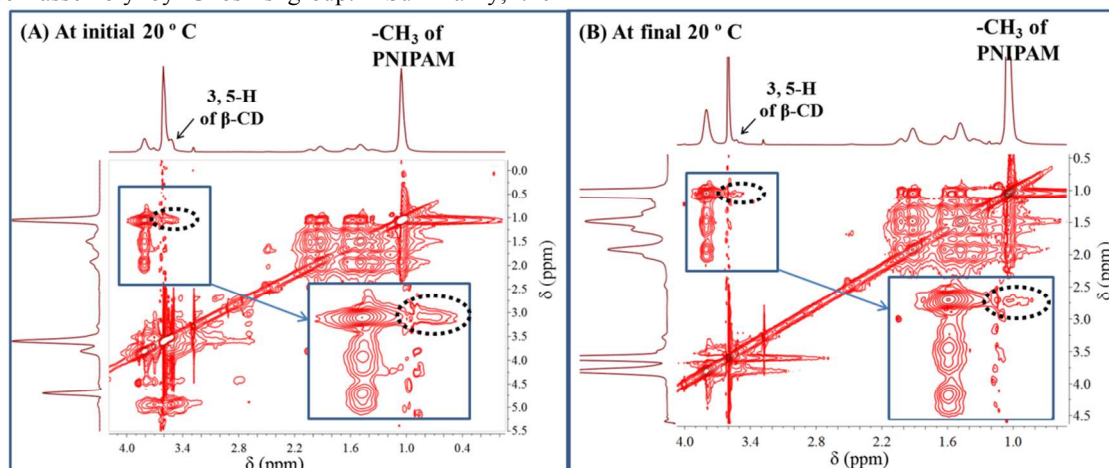 assembly by
(A) At initial 20 º C
-CH₃ of
PNIPAM
3, 5-H
of β-CD
0.0
0.5
1.0
1.5
2.0
2.5
3.0
3.5
4.0
4.5
5.0
5.5
δ (ppm)
4.0 3.4 2.8 2.2 1.6 1.0 0.4
δ (ppm)
(B) At final 20 º C
-CH₃ of
PNIPAM
3, 5-H
of β-CD
0.5
1.0
1.5
2.0
2.5
3.0
3.5
4.0
4.5
δ (ppm)
4.0 3.4 2.8 2.2 1.6 1.0
δ (ppm)